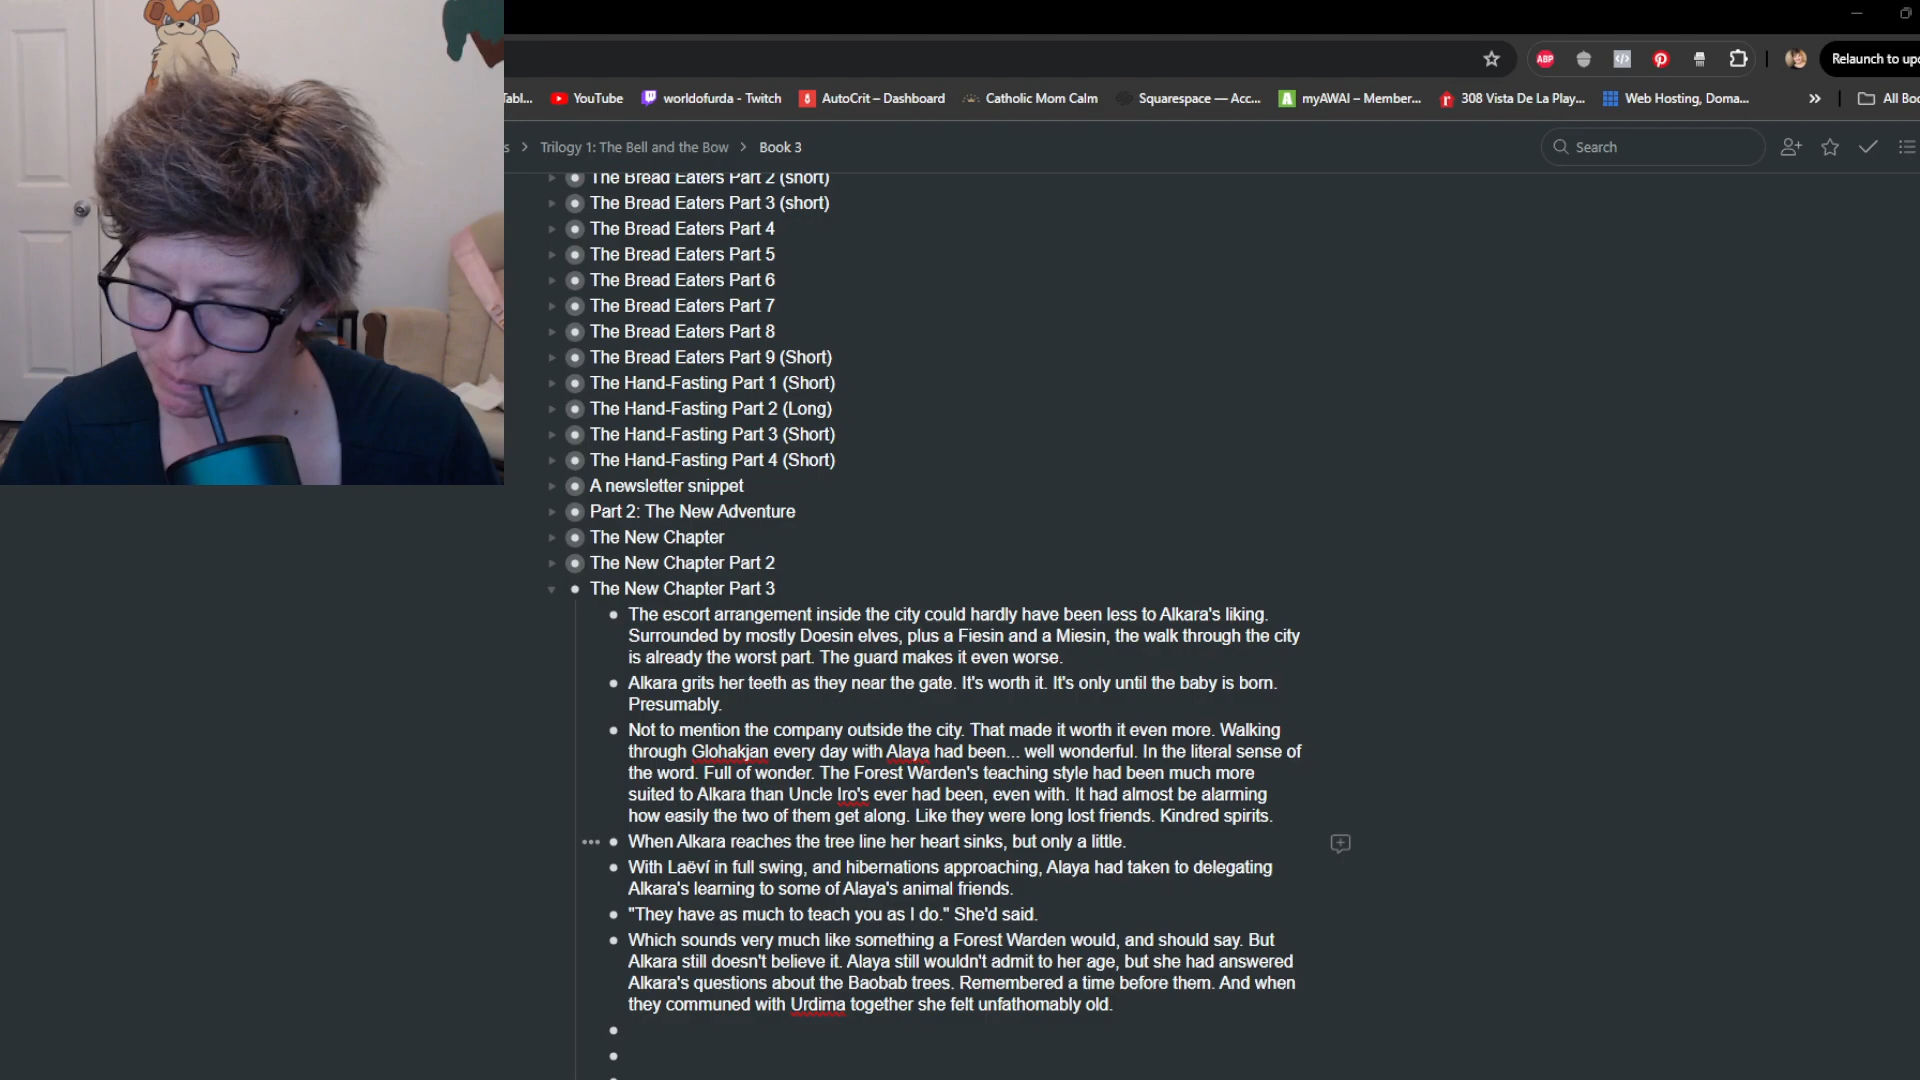 Relaunch to upd
Tabl...
YouTube
worldofurda - Twitch
AutoCrit – Dashboard
Catholic Mom Calm
Squarespace — Acc...
myAWAI – Member...
308 Vista De La Play...
Web Hosting, Doma...
»
All Boo
s > Trilogy 1: The Bell and the Bow > Book 3
Search
The Bread Eaters Part 2 (short)
The Bread Eaters Part 3 (short)
The Bread Eaters Part 4
The Bread Eaters Part 5
The Bread Eaters Part 6
The Bread Eaters Part 7
The Bread Eaters Part 8
The Bread Eaters Part 9 (Short)
The Hand-Fasting Part 1 (Short)
The Hand-Fasting Part 2 (Long)
The Hand-Fasting Part 3 (Short)
The Hand-Fasting Part 4 (Short)
A newsletter snippet
Part 2: The New Adventure
The New Chapter
The New Chapter Part 2
The New Chapter Part 3
The escort arrangement inside the city could hardly have been less to Alkara's liking.
Surrounded by mostly Doesin elves, plus a Fiesin and a Miesin, the walk through the city
is already the worst part. The guard makes it even worse.
Alkara grits her teeth as they near the gate. It's worth it. It's only until the baby is born.
Presumably.
Not to mention the company outside the city. That made it worth it even more. Walking
through Glohakjan every day with Alaya had been... well wonderful. In the literal sense of
the word. Full of wonder. The Forest Warden's teaching style had been much more
suited to Alkara than Uncle Iro's ever had been, even with. It had almost be alarming
how easily the two of them get along. Like they were long lost friends. Kindred spirits.
When Alkara reaches the tree line her heart sinks, but only a little.
With Laëví in full swing, and hibernations approaching, Alaya had taken to delegating
Alkara's learning to some of Alaya's animal friends.
"They have as much to teach you as I do." She'd said.
Which sounds very much like something a Forest Warden would, and should say. But
Alkara still doesn't believe it. Alaya still wouldn't admit to her age, but she had answered
Alkara's questions about the Baobab trees. Remembered a time before them. And when
they communed with Urdima together she felt unfathomably old.